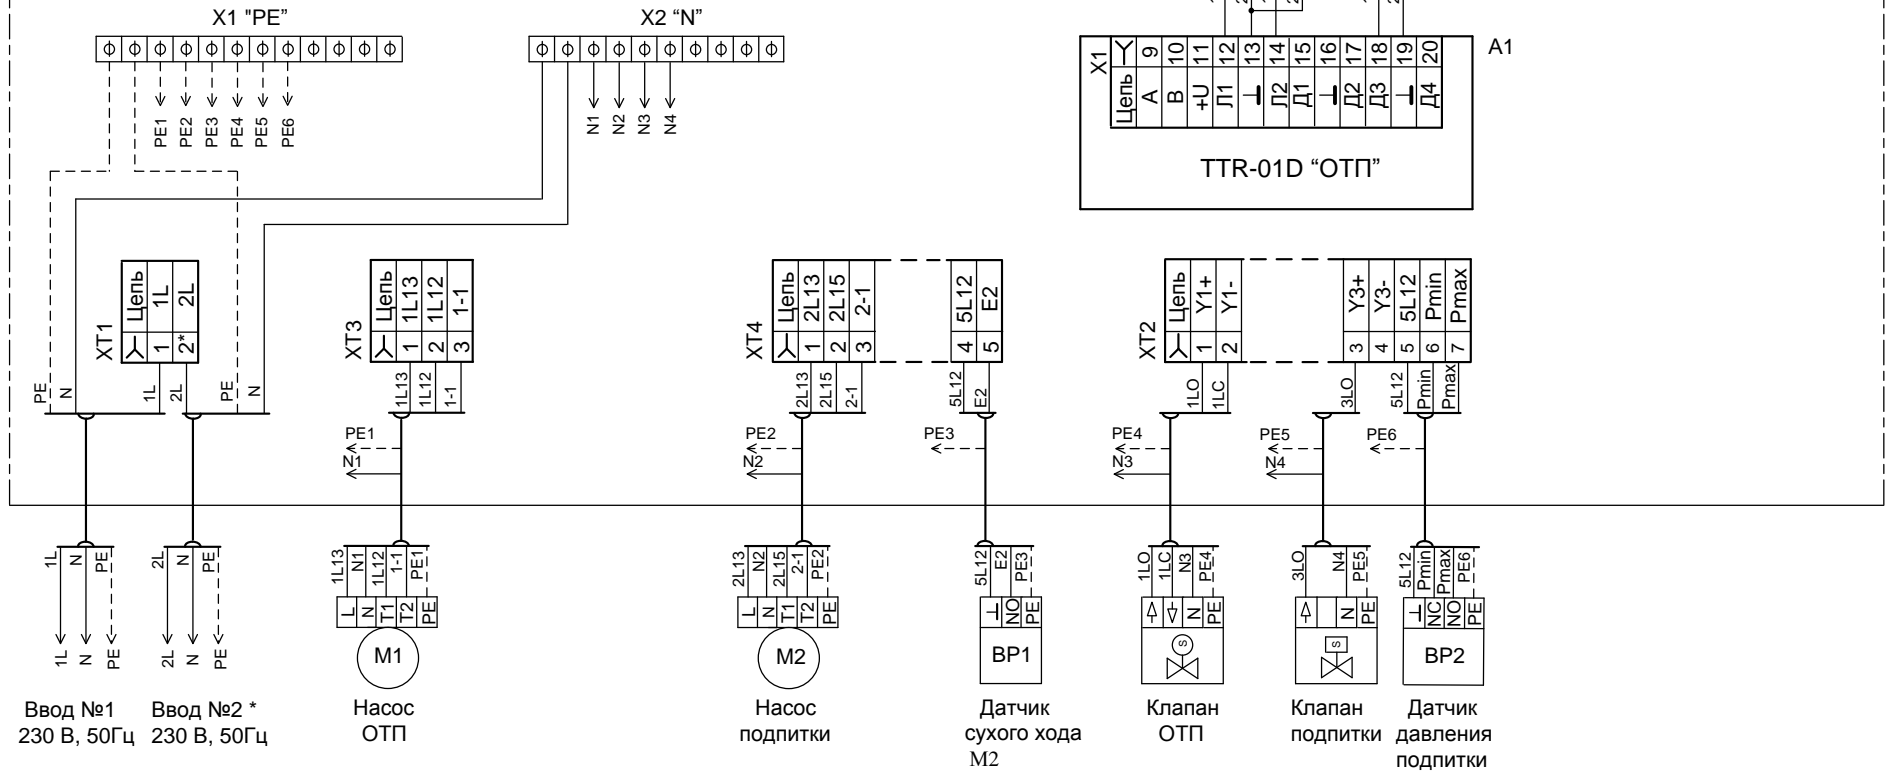 X1 "PE"
X2 “N”
PE1 PE2 PE3 PE4 PE5 PE6
N1 N2 N3 N4
A1
X1
9 10 11 12 13 14 15 16 17 18 19 20
Цепь A B +U Л1 ⊥ Л2 Д1 ⊥ Д2 Д3 ⊥ Д4
TTR-01D “ОТП”
XT1
Цепь 1L 2L
1 2*
XT3
Цепь 1L13 1L12 1-1
1 2 3
XT4
Цепь 2L13 2L15 2-1 5L12 E2
1 2 3 4 5
XT2
Цепь Y1+ Y1- Y3+ Y3- 5L12 Pmin Pmax
1 2 3 4 5 6 7
PE N 1L 2L PE N
1L13 1L12 1-1
2L13 2L15 2-1
5L12 E2
1LO 1LC
3LO
5L12 Pmin Pmax
PE1 PE2 PE3 PE4 PE5 PE6
N1 N2 N3 N4
1L N PE
2L N PE
1L13 N1 1L12 1-1 PE1
2L13 N2 2L15 2-1 PE2
5L12 E2 PE3
1LO 1LC N3 PE4
3LO N4 PE5
5L12 Pmin Pmax PE6
L N T1 T2 PE
L N T1 T2 PE
⊥ NO PE
N PE
N PE
⊥ NC NO PE
1L N PE
2L N PE
M1
M2
BP1
S
S
BP2
Ввод №1
230 В, 50Гц
Ввод №2 *
230 В, 50Гц
Насос
ОТП
Насос
подпитки
Датчик
сухого хода
М2
Клапан
ОТП
Клапан
подпитки
Датчик
давления
подпитки